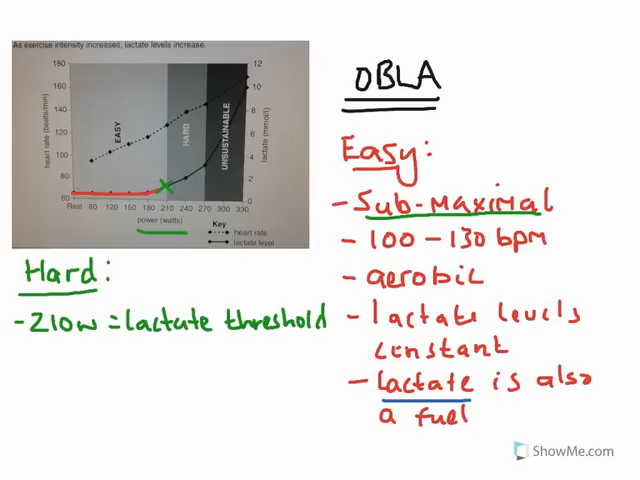 As exercise intensity increases, lactate levels increase.
180
160
140
120
100
80
60
heart rate (beats/min)
EASY
HARD
UNSUSTAINABLE
12
10
8
6
4
2
0
lactate (mmol/l)
Rest 90 120 150 180 210 240 270 300 330
power (watts)
Key
heart rate
lactate level
OBLA
Easy:
- Sub-maximal
- 100 - 130 bpm
- aerobic
- lactate levels
constant
- Lactate is also
a fuel
Hard:
- 210w = lactate threshold
ShowMe.com